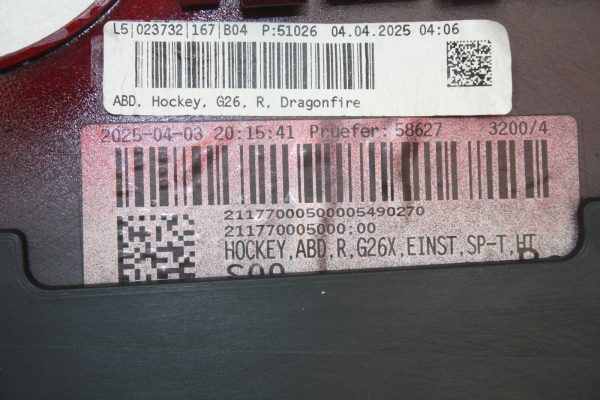 L5|023732|167|B04 P:51026 04.04.2025 04:06
ABD, Hockey, G26, R, Dragonfire
2025-04-03 20:15:41 Pruefer: 58627 3200/4
21177000500005490270
211770005000;00
HOCKEY,ABD,R,G26X,EINST,SP-T,HT